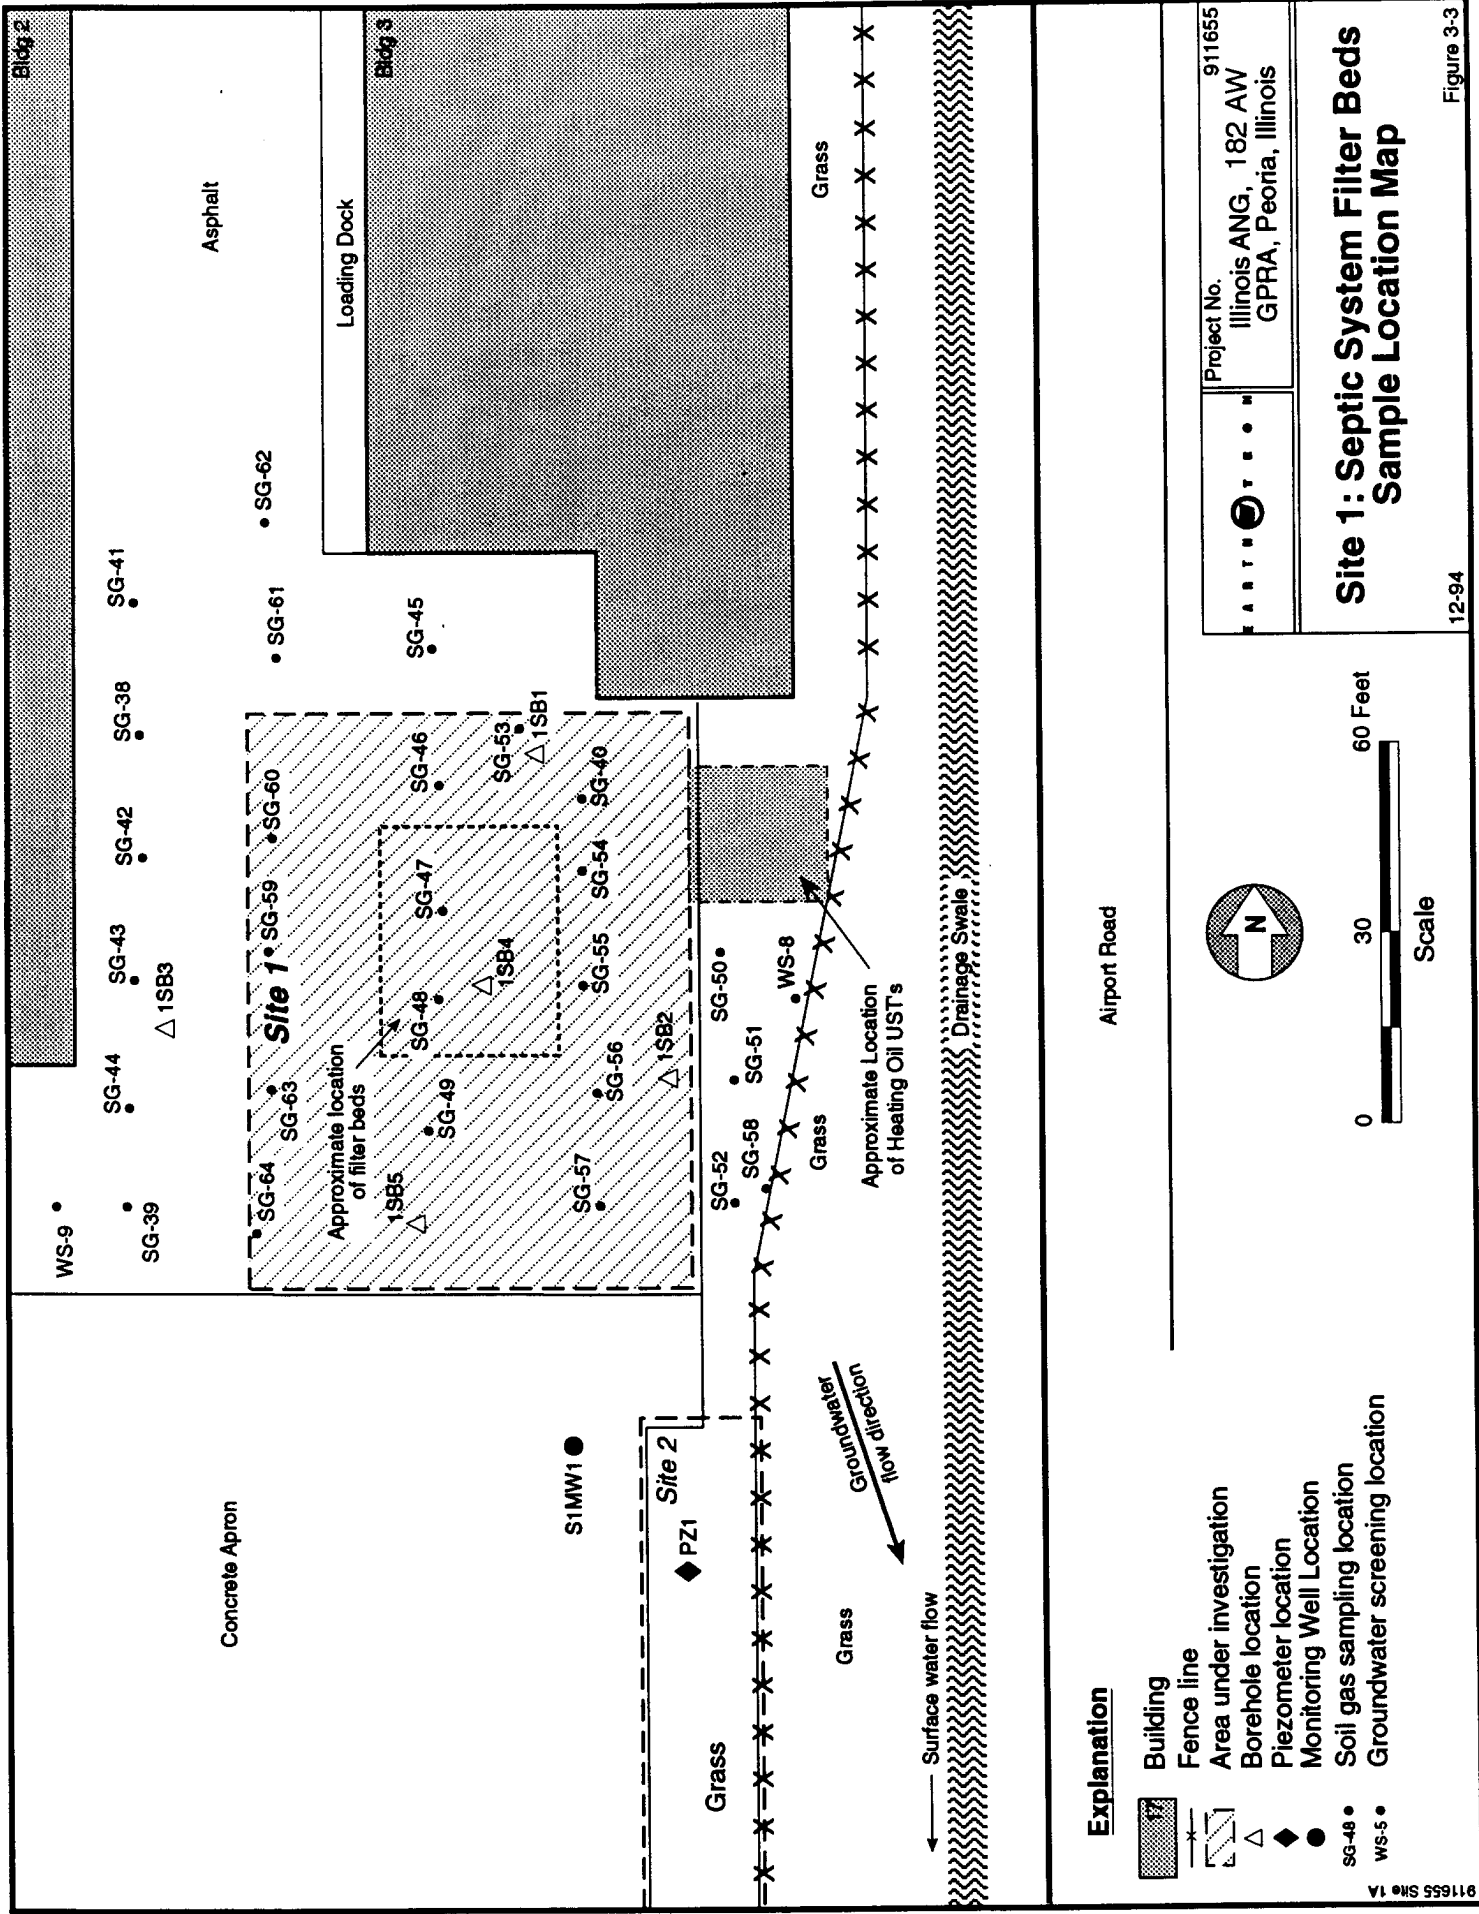 Bldg 2
Asphalt
Loading Dock
Bldg 3
Grass
SG-62
SG-41
SG-61
SG-45
SG-38
SG-42
SG-43
1SB3
SG-44
WS-9
SG-39
SG-60
SG-59
Site 1
SG-63
SG-64
SG-46
SG-53
1SB1
SG-40
SG-47
SG-54
SG-48
1SB4
SG-55
Approximate location
of filter beds
SG-49
SG-56
1SB2
1SB5
SG-57
SG-50
WS-8
SG-51
SG-58
SG-52
Grass
Approximate Location
of Heating Oil UST's
Drainage Swale
Airport Road
Concrete Apron
S1MW1
Site 2
PZ1
Grass
Groundwater
flow direction
Grass
Surface water flow
Explanation
17
Building
Fence line
Area under investigation
Borehole location
Piezometer location
Monitoring Well Location
SG-48 Soil gas sampling location
WS-5 Groundwater screening location
N
0 30 60 Feet
Scale
EARTHTECH
Project No. 911655
Illinois ANG, 182 AW
GPRA, Peoria, Illinois
Site 1: Septic System Filter Beds
Sample Location Map
12-94
Figure 3-3
911655 Site 1A